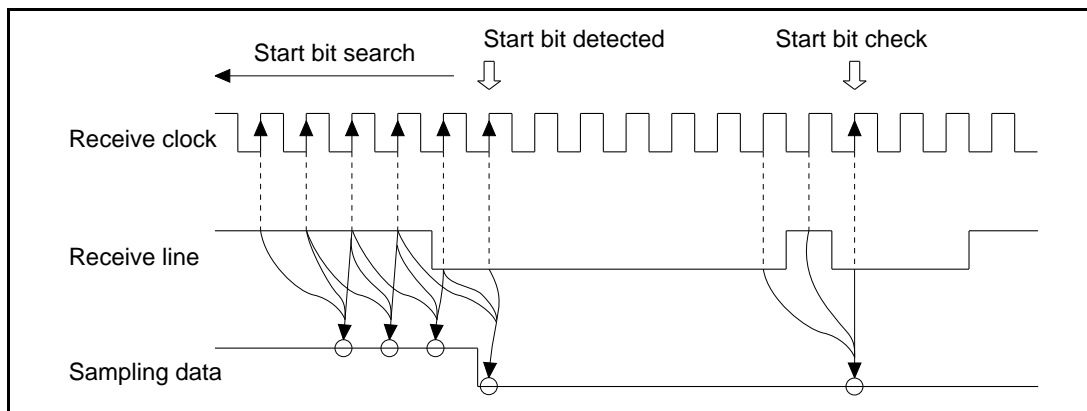 Start bit search
Start bit detected
Start bit check
Receive clock
Receive line
Sampling data